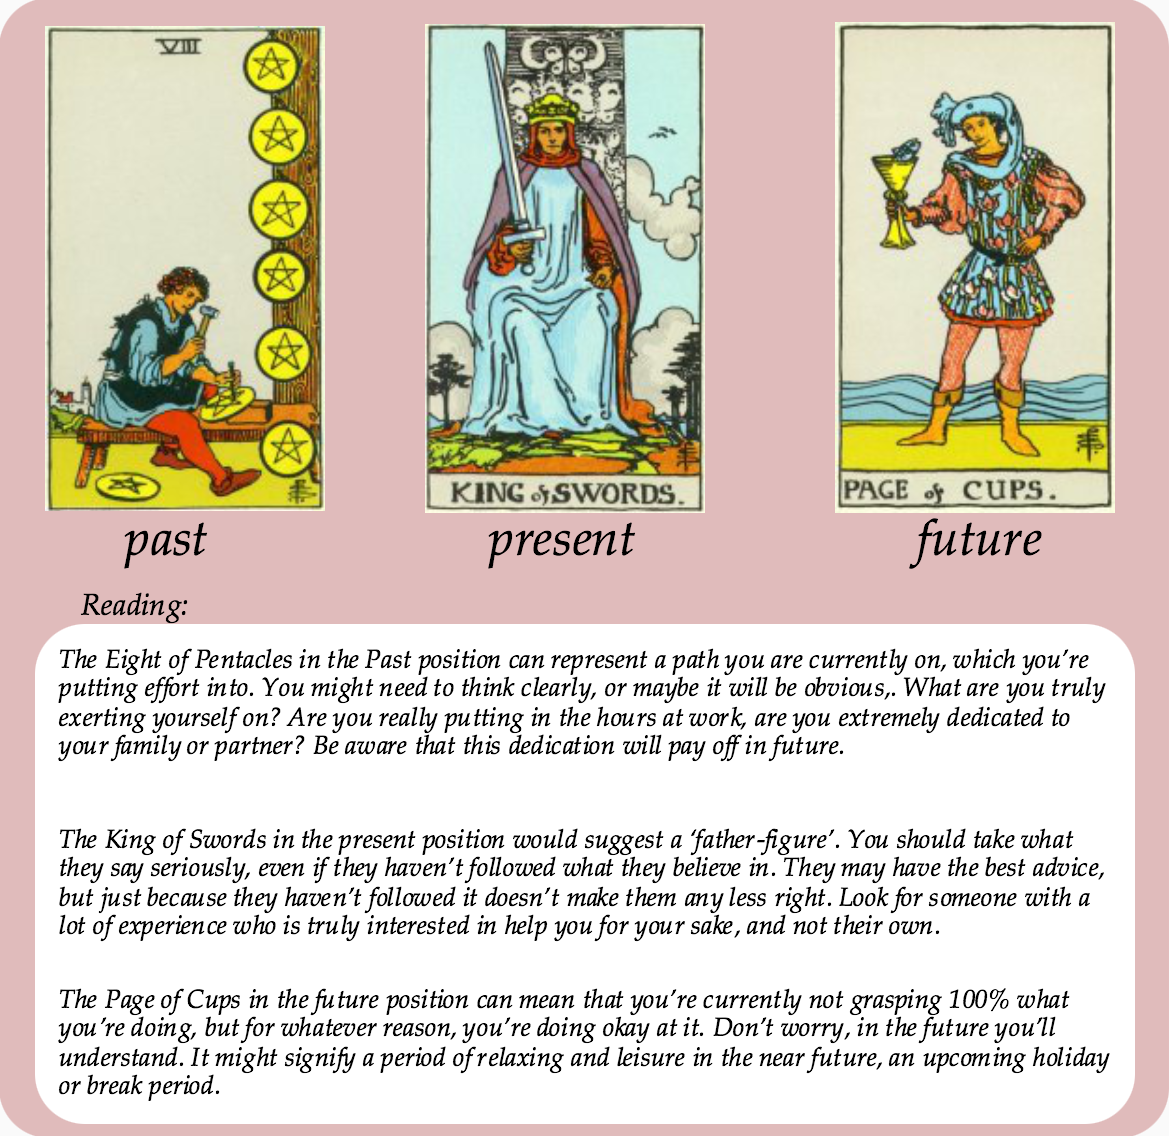 VIII
KING of SWORDS.
PAGE of CUPS.
past
present
future
Reading:
The Eight of Pentacles in the Past position can represent a path you are currently on, which you're
putting effort into. You might need to think clearly, or maybe it will be obvious,. What are you truly
exerting yourself on? Are you really putting in the hours at work, are you extremely dedicated to
your family or partner? Be aware that this dedication will pay off in future.
The King of Swords in the present position would suggest a ‘father-figure’. You should take what
they say seriously, even if they haven't followed what they believe in. They may have the best advice,
but just because they haven't followed it doesn't make them any less right. Look for someone with a
lot of experience who is truly interested in help you for your sake, and not their own.
The Page of Cups in the future position can mean that you're currently not grasping 100% what
you're doing, but for whatever reason, you're doing okay at it. Don't worry, in the future you'll
understand. It might signify a period of relaxing and leisure in the near future, an upcoming holiday
or break period.